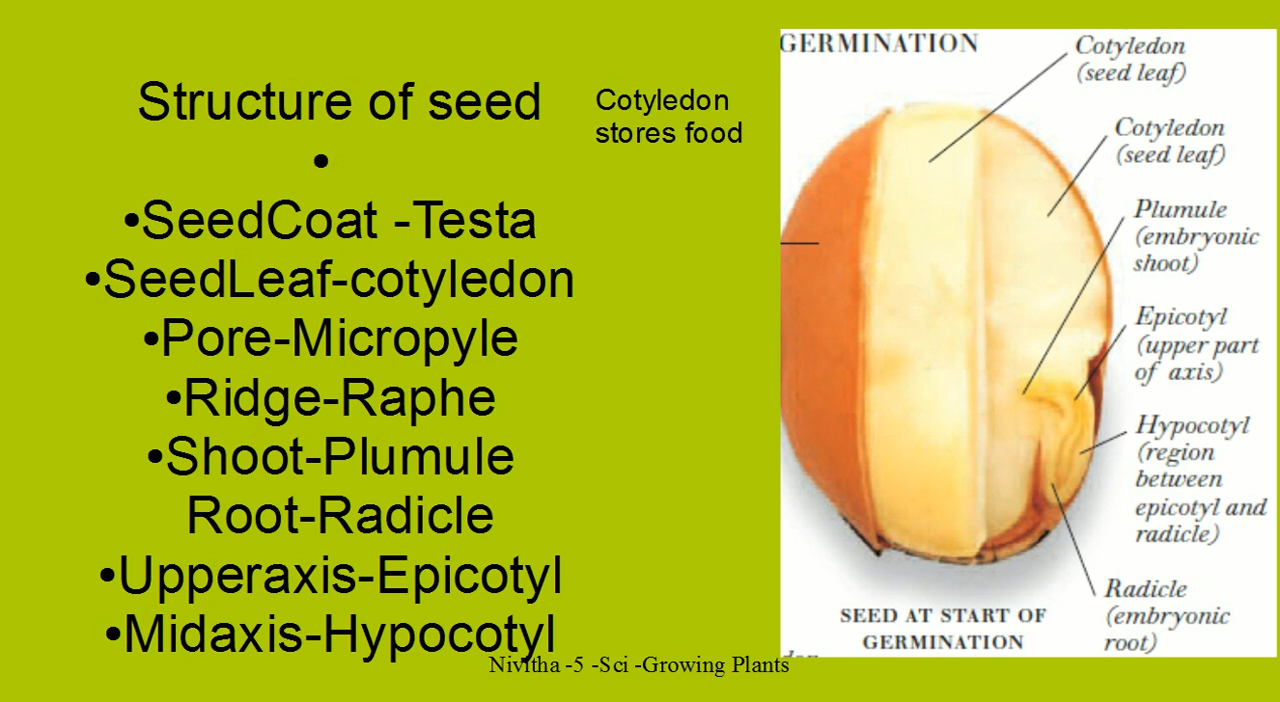 Structure of seed
•
•SeedCoat -Testa
•SeedLeaf-cotyledon
•Pore-Micropyle
•Ridge-Raphe
•Shoot-Plumule
Root-Radicle
•Upperaxis-Epicotyl
•Midaxis-Hypocotyl
Cotyledon
stores food
GERMINATION
Cotyledon
(seed leaf)
Cotyledon
(seed leaf)
Plumule
(embryonic
shoot)
Epicotyl
(upper part
of axis)
Hypocotyl
(region
between
epicotyl and
radicle)
Radicle
(embryonic
root)
SEED AT START OF
GERMINATION
Nivitha -5 -Sci -Growing Plants